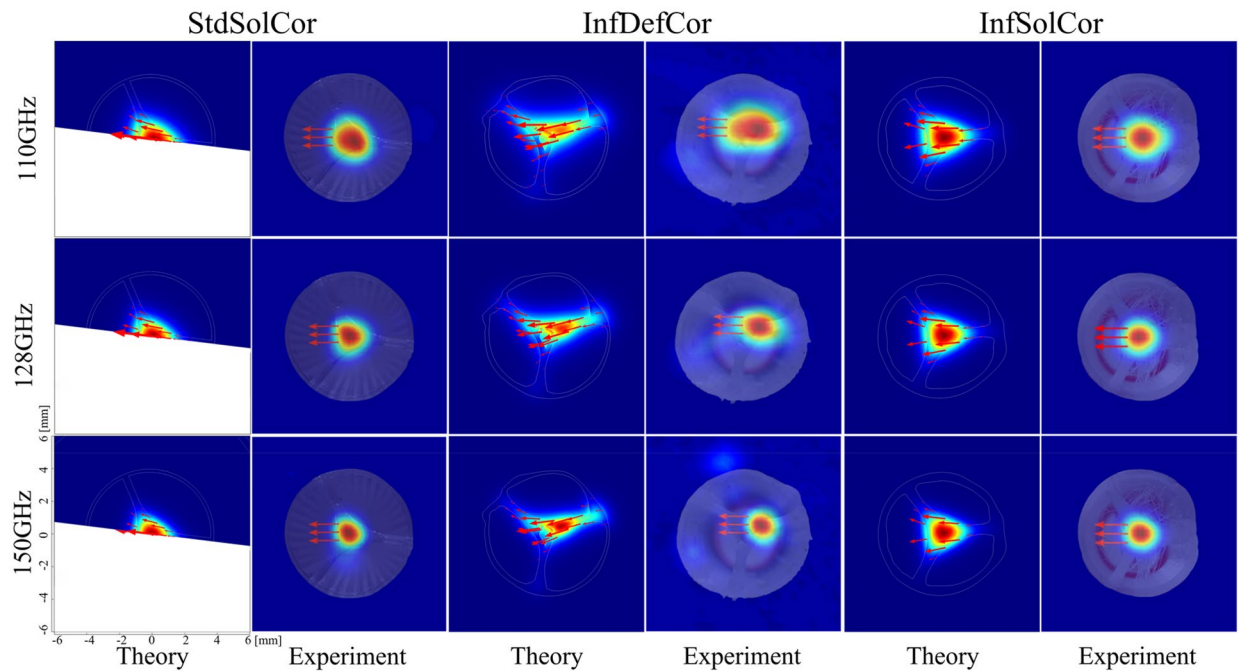 StdSolCor InfDefCor InfSolCor
110GHz
128GHz
150GHz
[mm]
6
4
2
0
-2
-4
-6
-6 -4 -2 0 2 4 6 [mm]
Theory Experiment Theory Experiment Theory Experiment